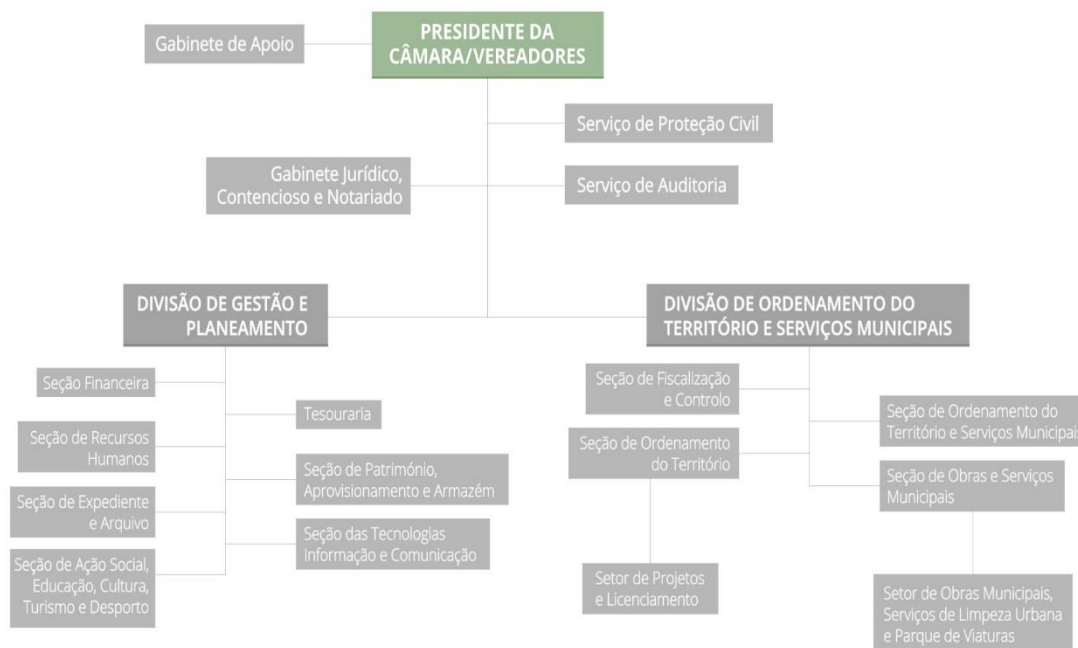 Gabinete de Apoio
PRESIDENTE DA
CÂMARA/VEREADORES
Serviço de Proteção Civil
Gabinete Jurídico,
Contencioso e Notariado
Serviço de Auditoria
DIVISÃO DE GESTÃO E
PLANEAMENTO
Seção Financeira
Tesouraria
Seção de Recursos
Humanos
Seção de Património,
Aprovisionamento e Armazém
Seção de Expediente
e Arquivo
Seção das Tecnologias
Informação e Comunicação
Seção de Ação Social,
Educação, Cultura,
Turismo e Desporto
DIVISÃO DE ORDENAMENTO DO
TERRITÓRIO E SERVIÇOS MUNICIPAIS
Seção de Fiscalização
e Controlo
Seção de Ordenamento do
Território e Serviços Municipais
Seção de Ordenamento
do Território
Seção de Obras e Serviços
Municipais
Setor de Projetos
e Licenciamento
Setor de Obras Municipais,
Serviços de Limpeza Urbana
e Parque de Viaturas